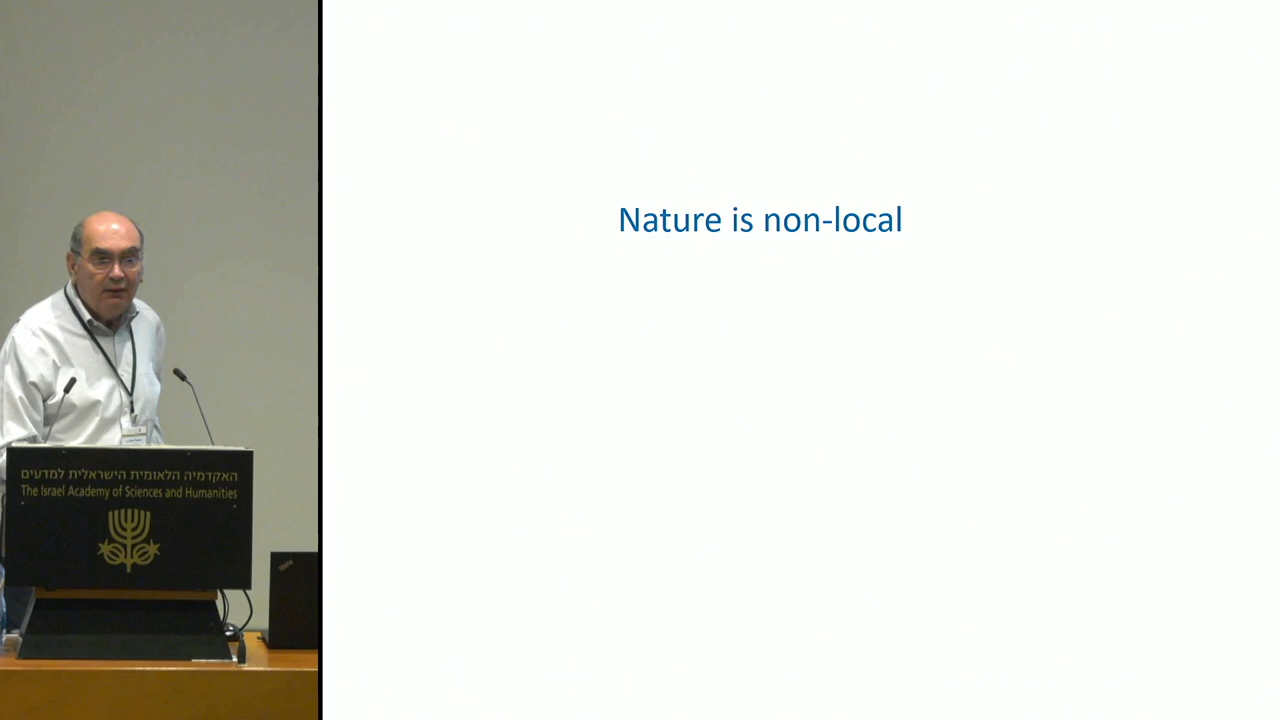 Nature is non-local
האקדמיה הלאומית הישראלית למדעים
The Israel Academy of Sciences and Humanities